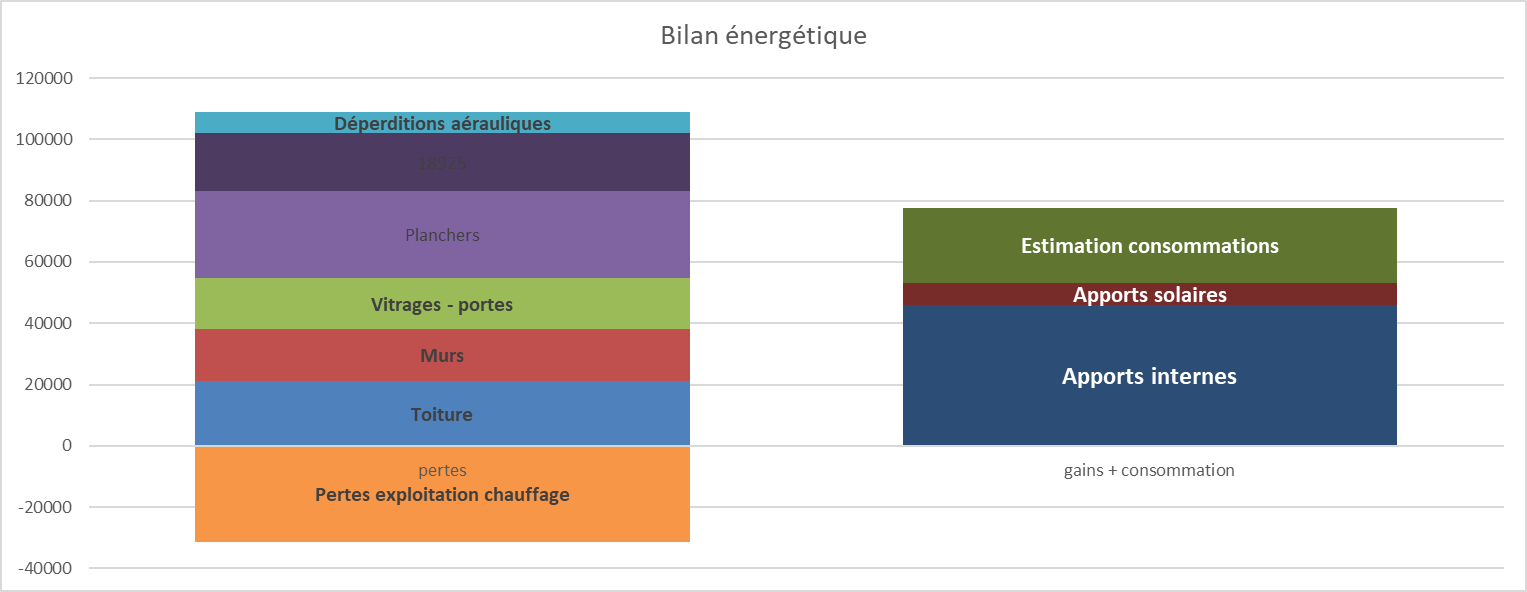 Bilan énergétique
120000
100000
80000
60000
40000
20000
0
-20000
-40000
Déperditions aérauliques
18925
Planchers
Vitrages - portes
Murs
Toiture
pertes
Pertes exploitation chauffage
Estimation consommations
Apports solaires
Apports internes
gains + consommation